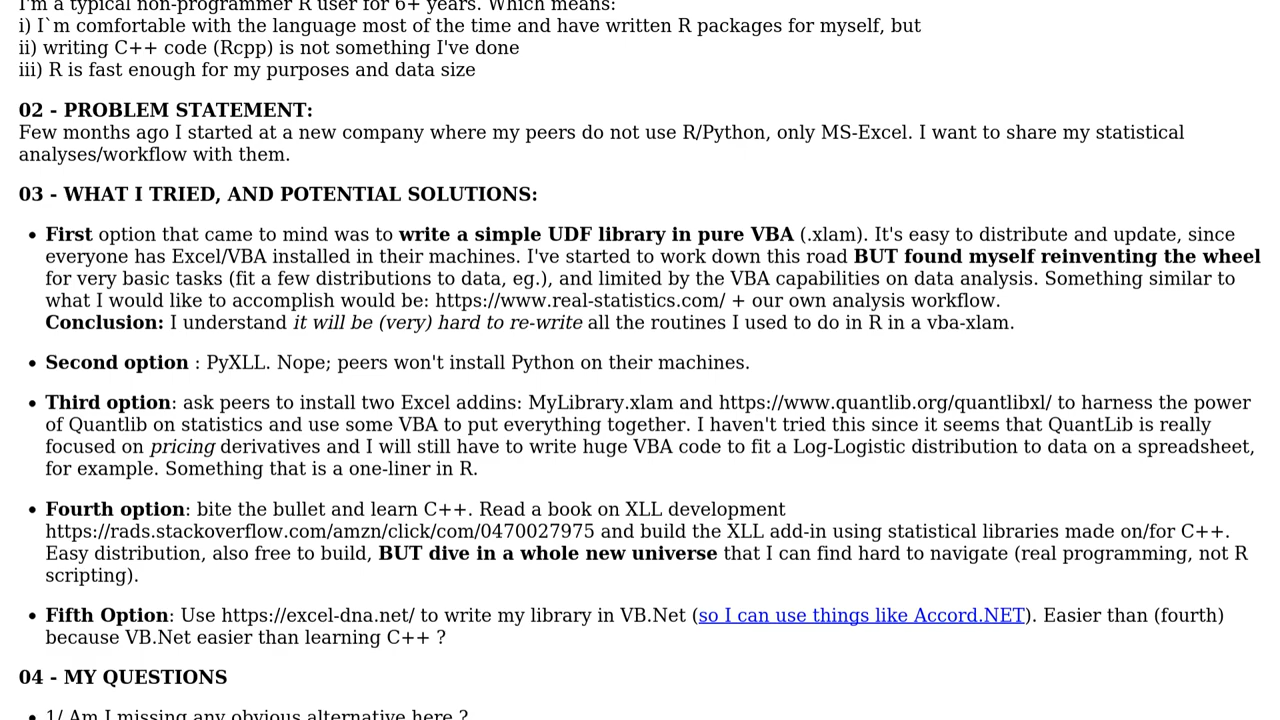 I'm a typical non-programmer R user for 6+ years. Which means:
i) I`m comfortable with the language most of the time and have written R packages for myself, but
ii) writing C++ code (Rcpp) is not something I've done
iii) R is fast enough for my purposes and data size
02 - PROBLEM STATEMENT:
Few months ago I started at a new company where my peers do not use R/Python, only MS-Excel. I want to share my statistical
analyses/workflow with them.
03 - WHAT I TRIED, AND POTENTIAL SOLUTIONS:
• First option that came to mind was to write a simple UDF library in pure VBA (.xlam). It's easy to distribute and update, since
everyone has Excel/VBA installed in their machines. I've started to work down this road BUT found myself reinventing the wheel
for very basic tasks (fit a few distributions to data, eg.), and limited by the VBA capabilities on data analysis. Something similar to
what I would like to accomplish would be: https://www.real-statistics.com/ + our own analysis workflow.
Conclusion: I understand it will be (very) hard to re-write all the routines I used to do in R in a vba-xlam.
• Second option : PyXLL. Nope; peers won't install Python on their machines.
• Third option: ask peers to install two Excel addins: MyLibrary.xlam and https://www.quantlib.org/quantlibxl/ to harness the power
of Quantlib on statistics and use some VBA to put everything together. I haven't tried this since it seems that QuantLib is really
focused on pricing derivatives and I will still have to write huge VBA code to fit a Log-Logistic distribution to data on a spreadsheet,
for example. Something that is a one-liner in R.
• Fourth option: bite the bullet and learn C++. Read a book on XLL development
https://rads.stackoverflow.com/amzn/click/com/0470027975 and build the XLL add-in using statistical libraries made on/for C++.
Easy distribution, also free to build, BUT dive in a whole new universe that I can find hard to navigate (real programming, not R
scripting).
• Fifth Option: Use https://excel-dna.net/ to write my library in VB.Net (so I can use things like Accord.NET). Easier than (fourth)
because VB.Net easier than learning C++ ?
04 - MY QUESTIONS
• 1/ Am I missing any obvious alternative here ?